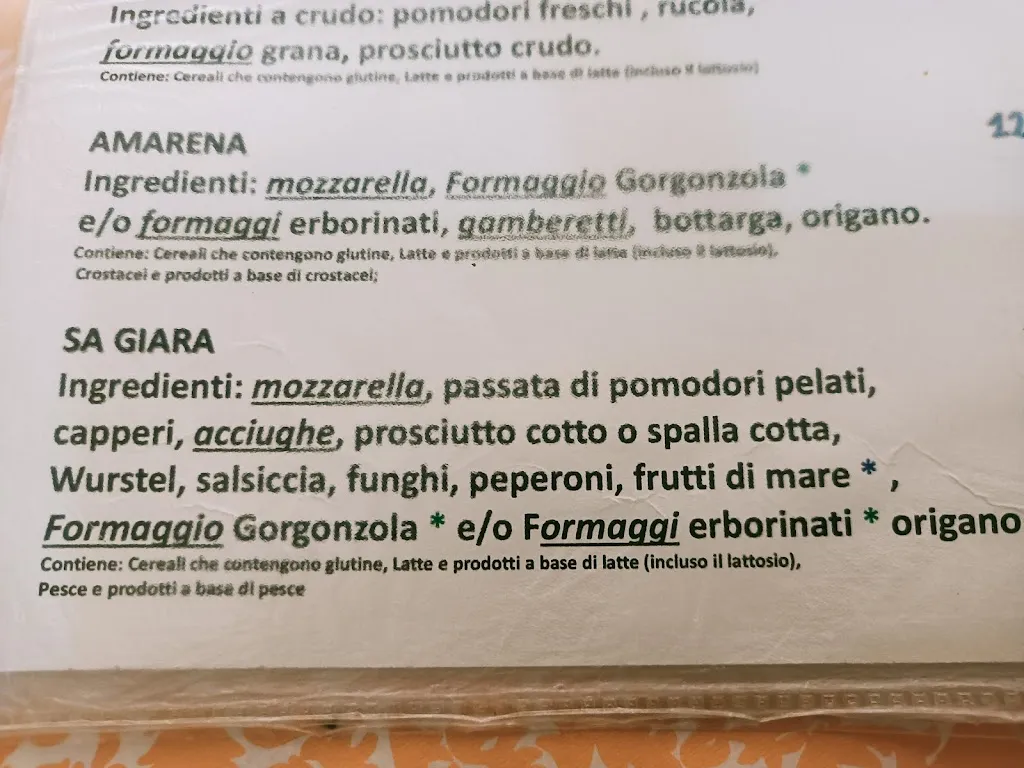 Ingredienti a crudo: pomodori freschi , rucola,
formaggio grana, prosciutto crudo.
Contiene: Cereali che contengono glutine, Latte e prodotti a base di latte (incluso il lattosio)
12
AMARENA
Ingredienti: mozzarella, Formaggio Gorgonzola *
e/o formaggi erborinati, gamberetti, bottarga, origano.
Contiene: Cereali che contengono glutine, Latte e prodotti a base di latte (incluso il lattosio),
Crostacei e prodotti a base di crostacei;
SA GIARA
Ingredienti: mozzarella, passata di pomodori pelati,
capperi, acciughe, prosciutto cotto o spalla cotta,
Wurstel, salsiccia, funghi, peperoni, frutti di mare * ,
Formaggio Gorgonzola * e/o Formaggi erborinati * origano
Contiene: Cereali che contengono glutine, Latte e prodotti a base di latte (incluso il lattosio),
Pesce e prodotti a base di pesce